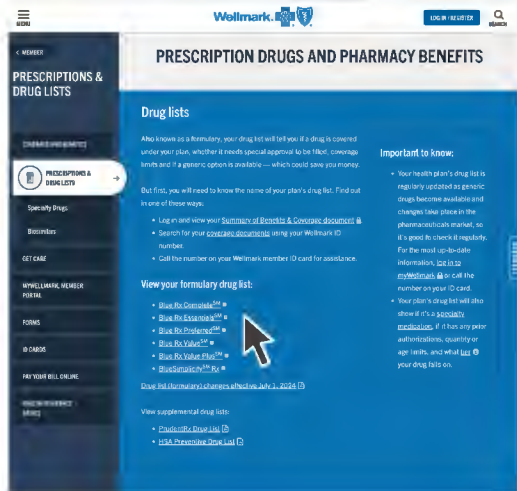 MENU
Wellmark.
LOG IN / REGISTER
SEARCH
< MEMBER
PRESCRIPTIONS &
DRUG LISTS
PRESCRIPTIONS &
DRUG LISTS
Specialty Drugs
Biosimilars
GET CARE
MYWELLMARK, MEMBER
PORTAL
FORMS
ID CARDS
PAY YOUR BILL ONLINE
PRESCRIPTION DRUGS AND PHARMACY BENEFITS
Drug lists
Also known as a formulary, your drug list will tell you if a drug is covered
under your plan, whether it needs special approval to be filled, coverage
limits and if a generic option is available — which could save you money.
But first, you will need to know the name of your plan's drug list. Find out
in one of these ways:
• Log in and view your Summary of Benefits & Coverage document
• Search for your coverage documents using your Wellmark ID
number.
• Call the number on your Wellmark member ID card for assistance.
View your formulary drug list:
• Blue Rx Complete℠
• Blue Rx Essentials℠
• Blue Rx Preferred℠
• Blue Rx Value℠
• Blue Rx Value Plus℠
• BlueSimplicity℠ Rx
Drug list (formulary) changes effective July 1, 2024
View supplemental drug lists:
• PrudentRx Drug List
• HSA Preventive Drug List
Important to know:
• Your health plan's drug list is
regularly updated as generic
drugs become available and
changes take place in the
pharmaceuticals market, so
it's good to check it regularly.
For the most up-to-date
information, log in to
myWellmark or call the
number on your ID card.
• Your plan's drug list will also
show if it's a specialty
medication, if it has any prior
authorizations, quantity or
age limits, and what tier
your drug falls on.